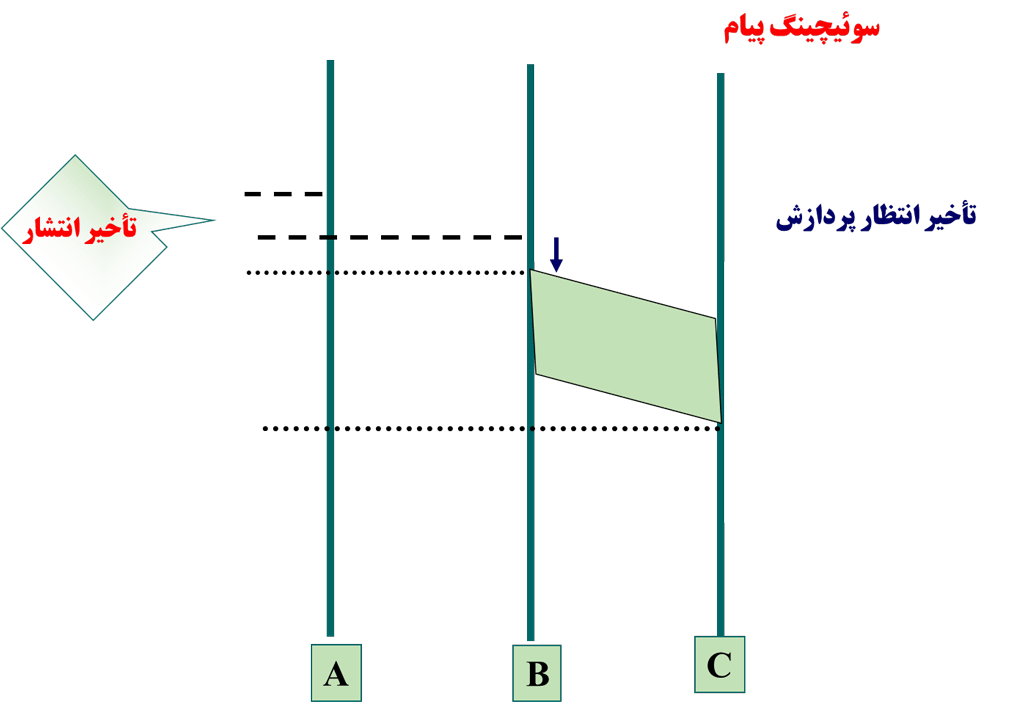 سوئیچینگ پیام
تأخیر انتظار پردازش
تأخیر انتشار
A
B
C